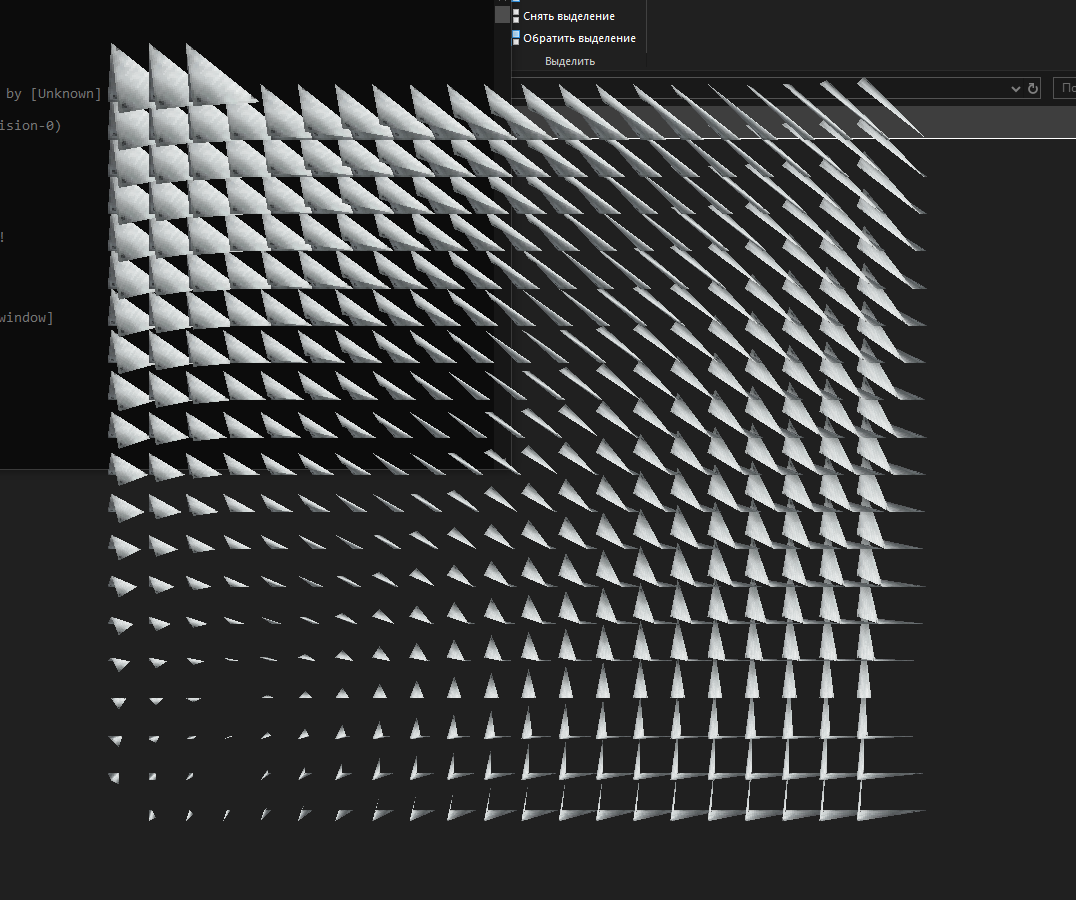 Снять выделение
Обратить выделение
Выделить
by [Unknown]
ision-0)
!
window]